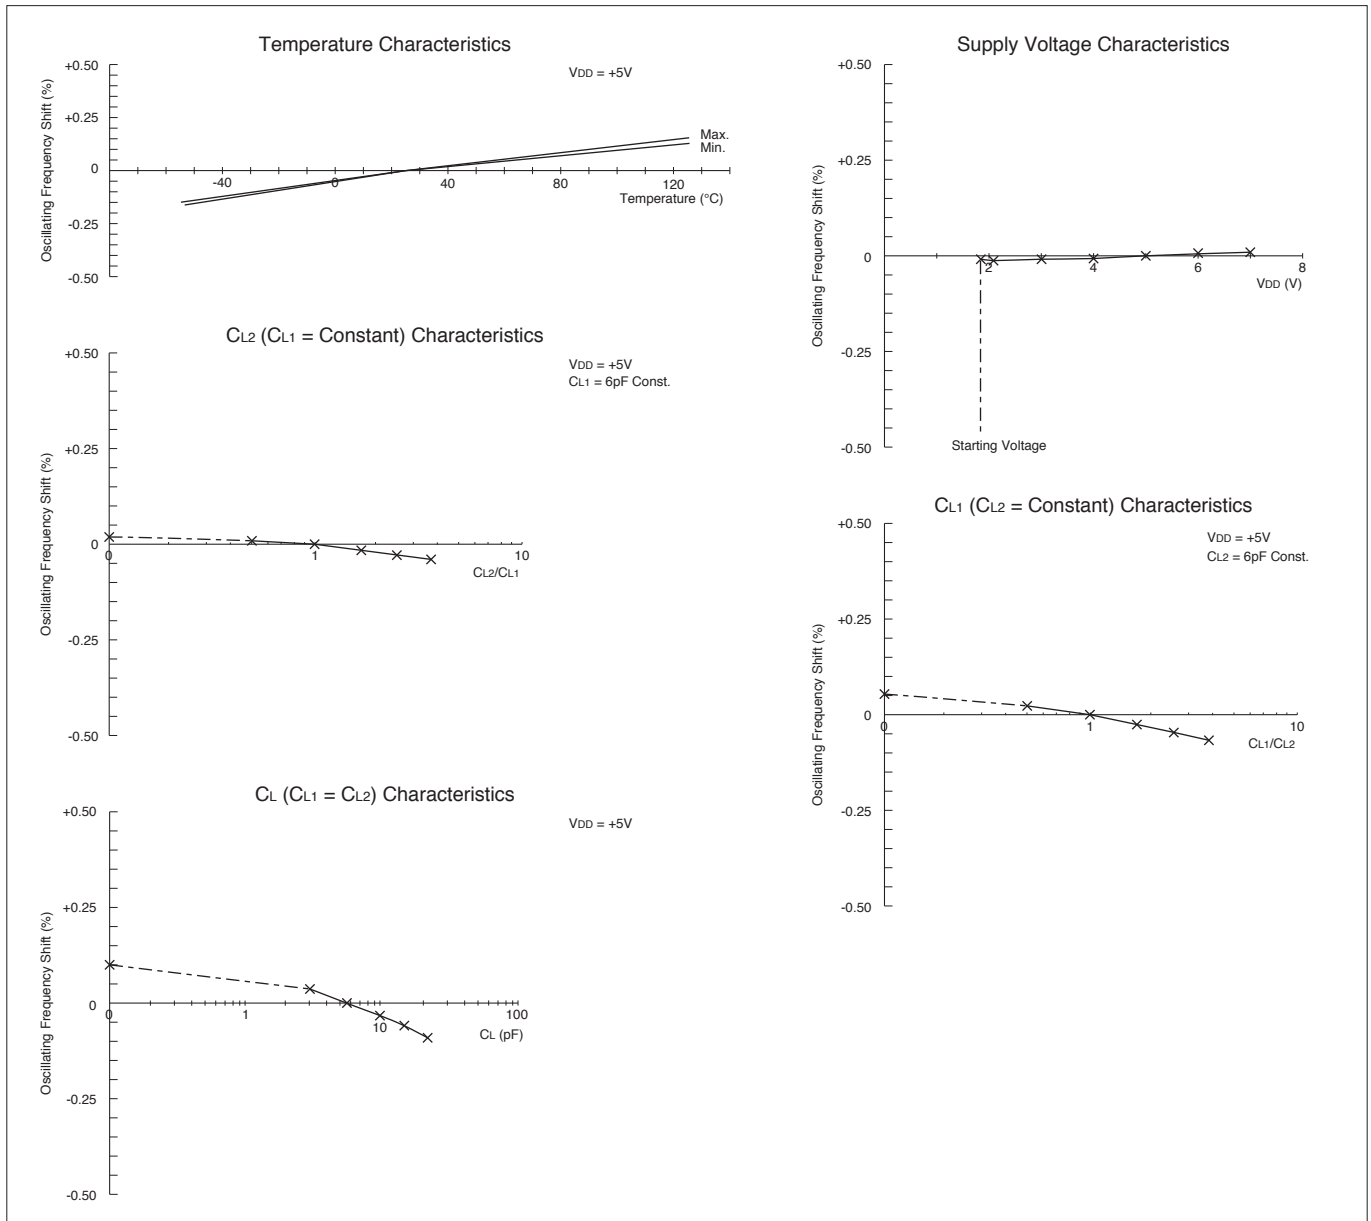 Temperature Characteristics
VDD = +5V
Oscillating Frequency Shift (%)
+0.50
+0.25
0
-0.25
-0.50
-40
0
40
80
120
Temperature (°C)
Max.
Min.
Supply Voltage Characteristics
Oscillating Frequency Shift (%)
+0.50
+0.25
0
-0.25
-0.50
2
4
6
8
VDD (V)
Starting Voltage
CL2 (CL1 = Constant) Characteristics
VDD = +5V
CL1 = 6pF Const.
Oscillating Frequency Shift (%)
+0.50
+0.25
0
-0.25
-0.50
0
1
10
CL2/CL1
CL1 (CL2 = Constant) Characteristics
VDD = +5V
CL2 = 6pF Const.
Oscillating Frequency Shift (%)
+0.50
+0.25
0
-0.25
-0.50
0
1
10
CL1/CL2
CL (CL1 = CL2) Characteristics
VDD = +5V
Oscillating Frequency Shift (%)
+0.50
+0.25
0
-0.25
-0.50
0
1
10
100
CL (pF)